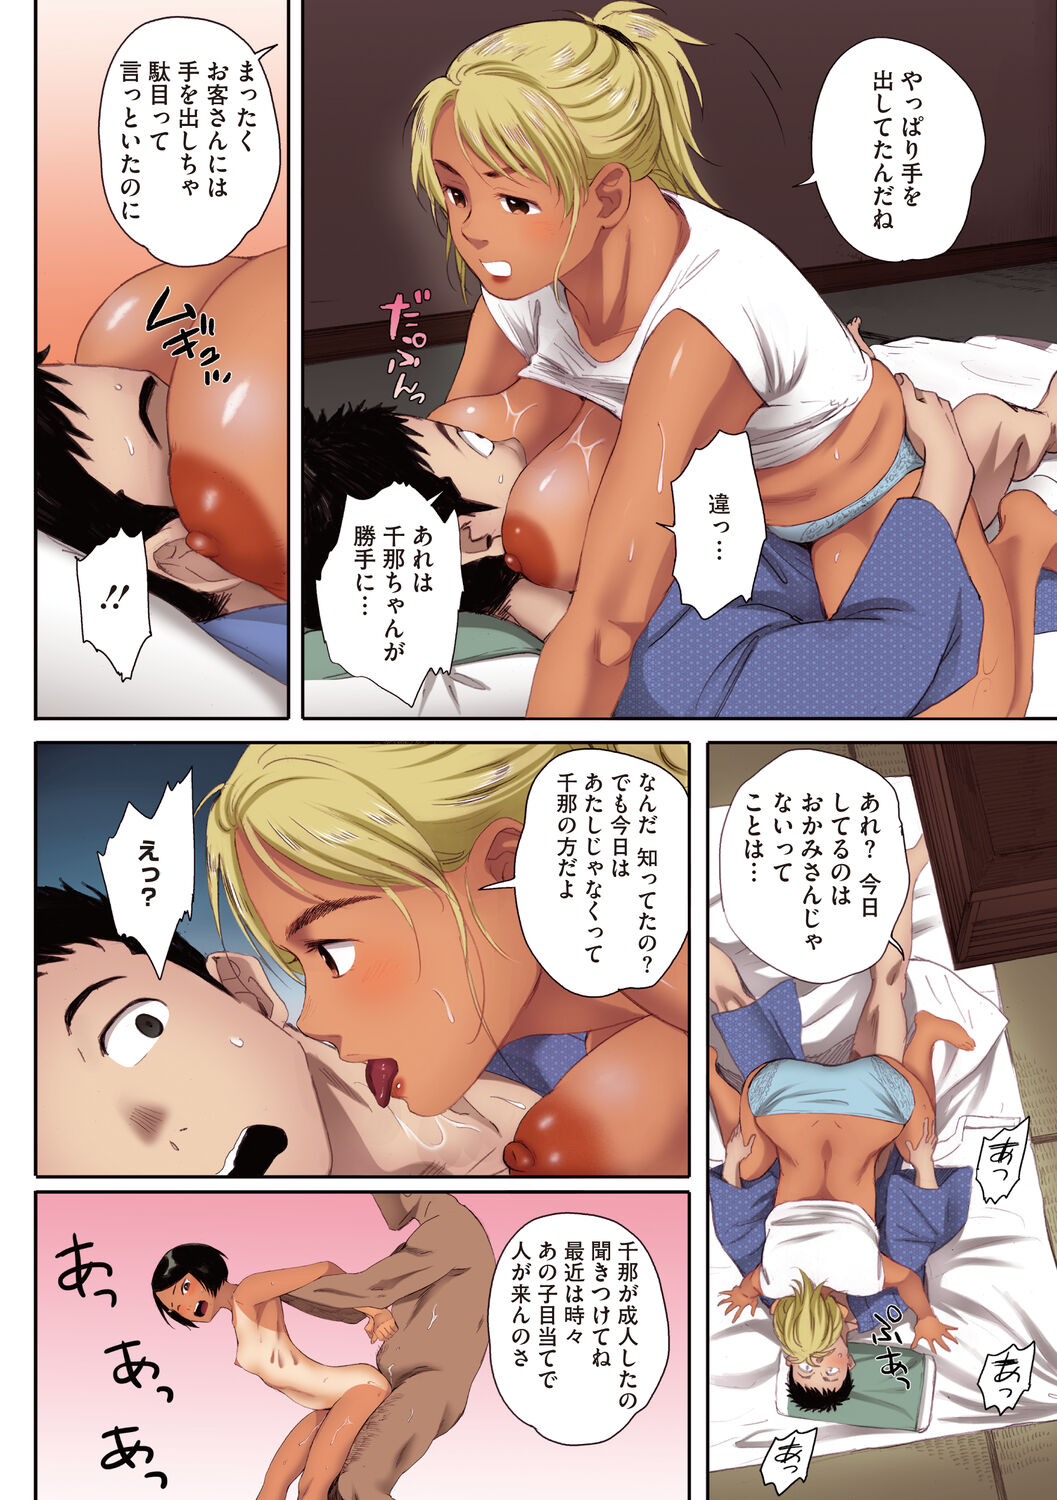 やっぱり手を
出してたんだね
違っ…
あれは
千那ちゃんが
勝手に…
だぷんっ
まったく
お客さんには
手を出しちゃ
駄目って
言っといたのに
ムギュッ
!!
あれ？今日
してるのは
おかみさんじゃ
ないって
ことは…
あっ
ぷぁっ
あっ
あっ
なんだ 知ってたの？
でも今日は
あたしじゃなくって
千那の方だよ
えっ？
千那が成人したの
聞きつけてね
最近は時々
あの子目当てで
人が来んのさ
あっ
あっ
あっ